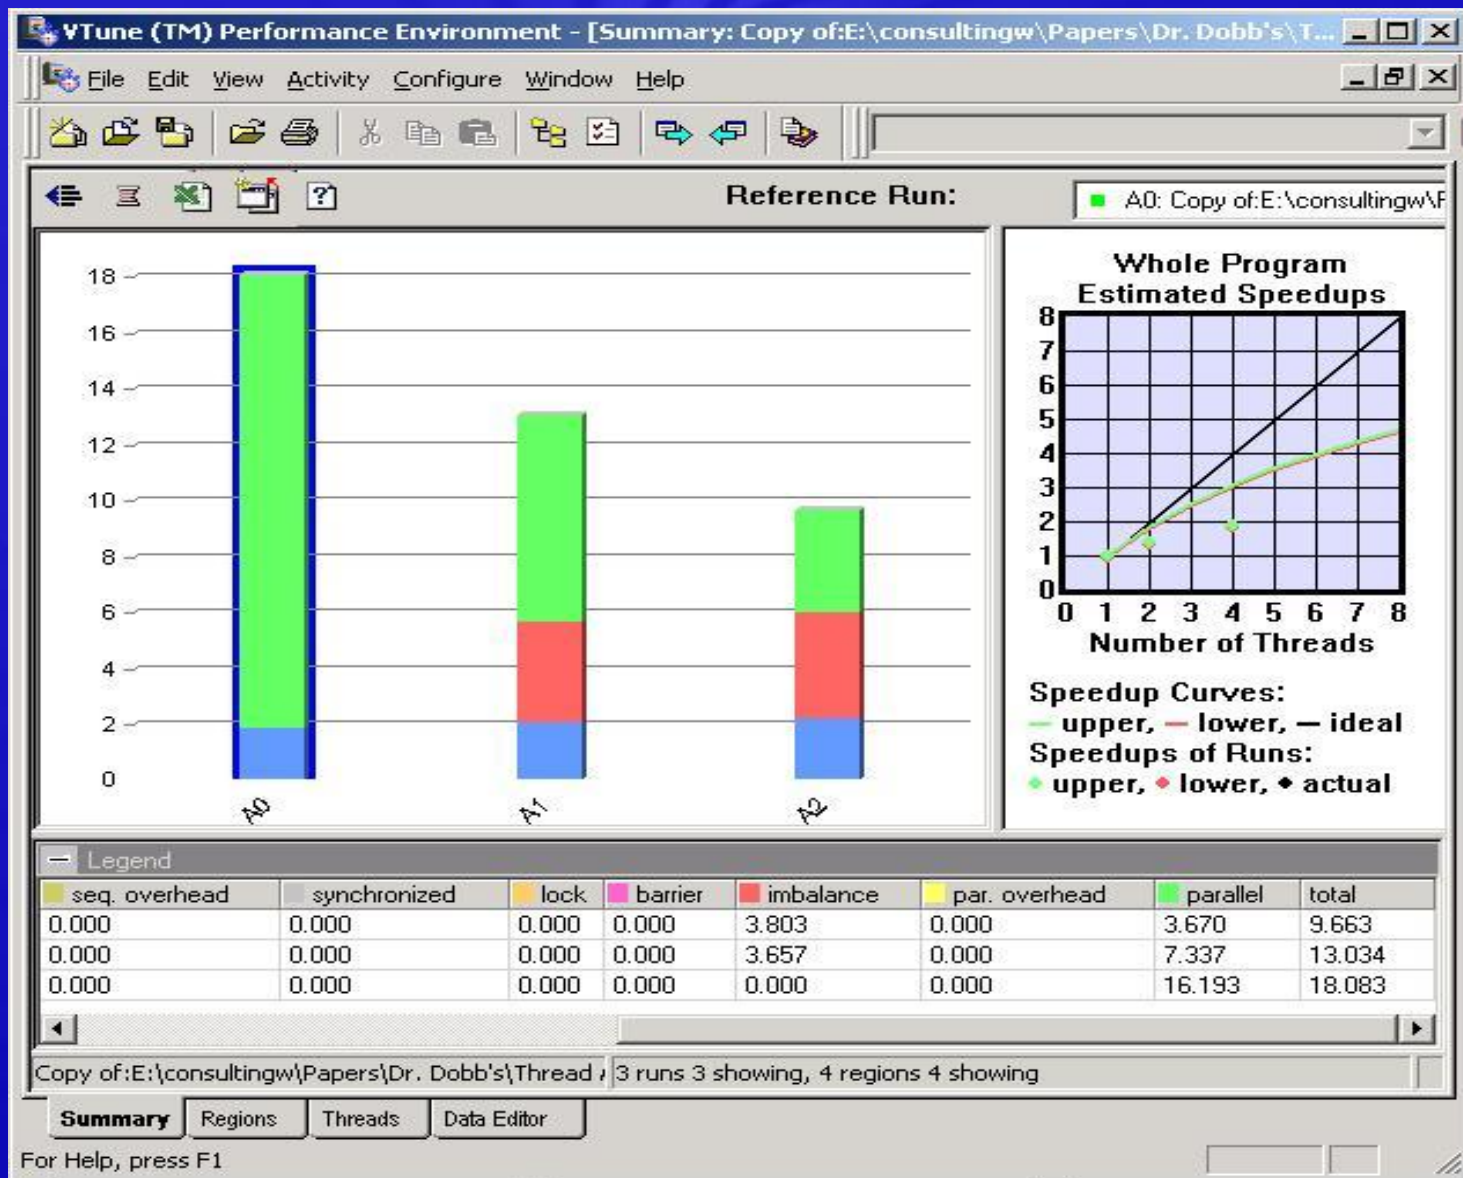 VTune (TM) Performance Environment - [Summary: Copy of:E:\consultingw\Papers\Dr. Dobb's\T...
File Edit View Activity Configure Window Help
Reference Run:
A0: Copy of:E:\consultingw\P
18
16
14
12
10
8
6
4
2
0
A0
A1
A2
Whole Program
Estimated Speedups
8
7
6
5
4
3
2
1
0
0 1 2 3 4 5 6 7 8
Number of Threads
Speedup Curves:
upper, lower, ideal
Speedups of Runs:
upper, lower, actual
Legend
seq. overhead synchronized lock barrier imbalance par. overhead parallel total
0.000 0.000 0.000 0.000 3.803 0.000 3.670 9.663
0.000 0.000 0.000 0.000 3.657 0.000 7.337 13.034
0.000 0.000 0.000 0.000 0.000 0.000 16.193 18.083
Copy of:E:\consultingw\Papers\Dr. Dobb's\Thread 3 runs 3 showing, 4 regions 4 showing
Summary Regions Threads Data Editor
For Help, press F1